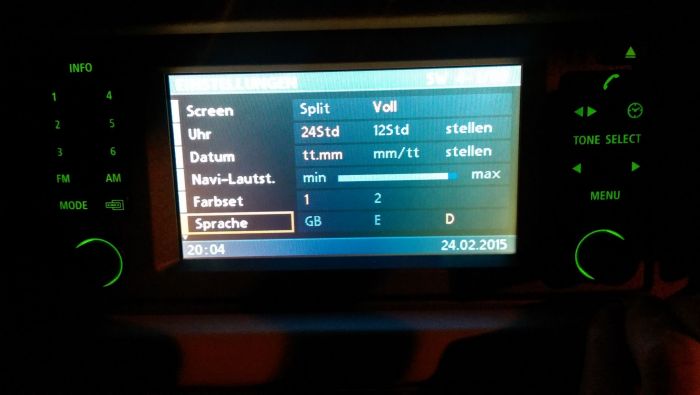 INFO
1 4
2 5
3 6
FM AM
MODE
EINSTELLUNGEN
Screen Split Voll
Uhr 24Std 12Std stellen
Datum tt.mm mm/tt stellen
Navi-Lautst. min max
Farbset 1 2
Sprache GB E D
20:04 24.02.2015
TONE SELECT
MENU